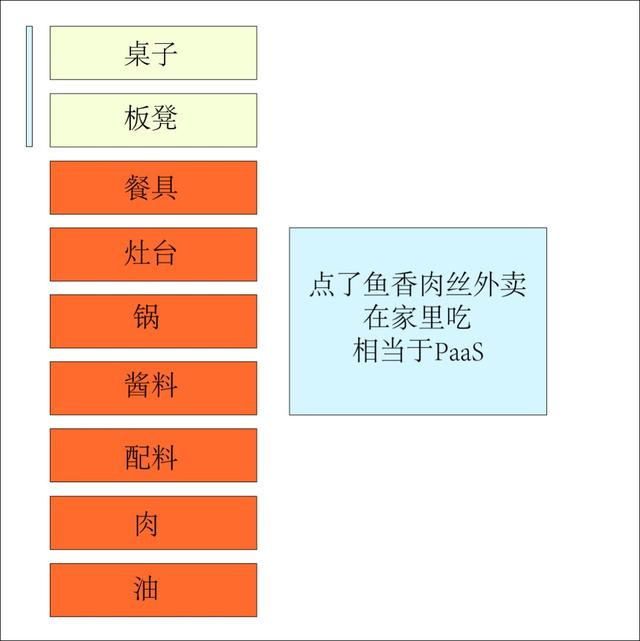 桌子
板凳
餐具
灶台
锅
酱料
配料
肉
油
点了鱼香肉丝外卖
在家里吃
相当于PaaS